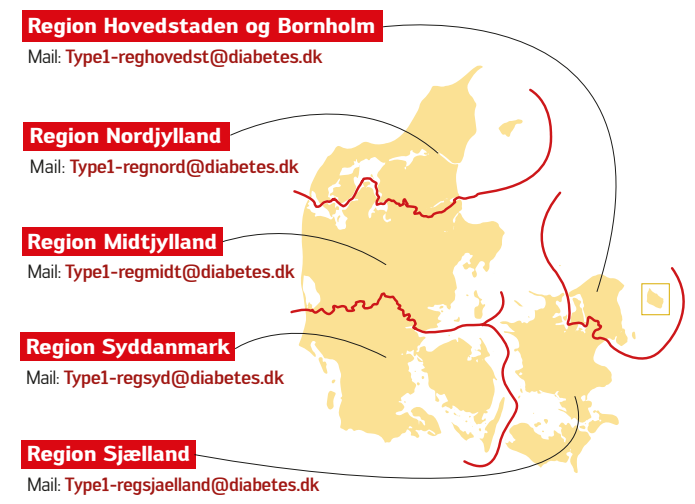 Region Hovedstaden og Bornholm
Mail: Type1-reghovedst@diabetes.dk
Region Nordjylland
Mail: Type1-regnord@diabetes.dk
Region Midtjylland
Mail: Type1-regmidt@diabetes.dk
Region Syddanmark
Mail: Type1-regsyd@diabetes.dk
Region Sjælland
Mail: Type1-regsjaelland@diabetes.dk